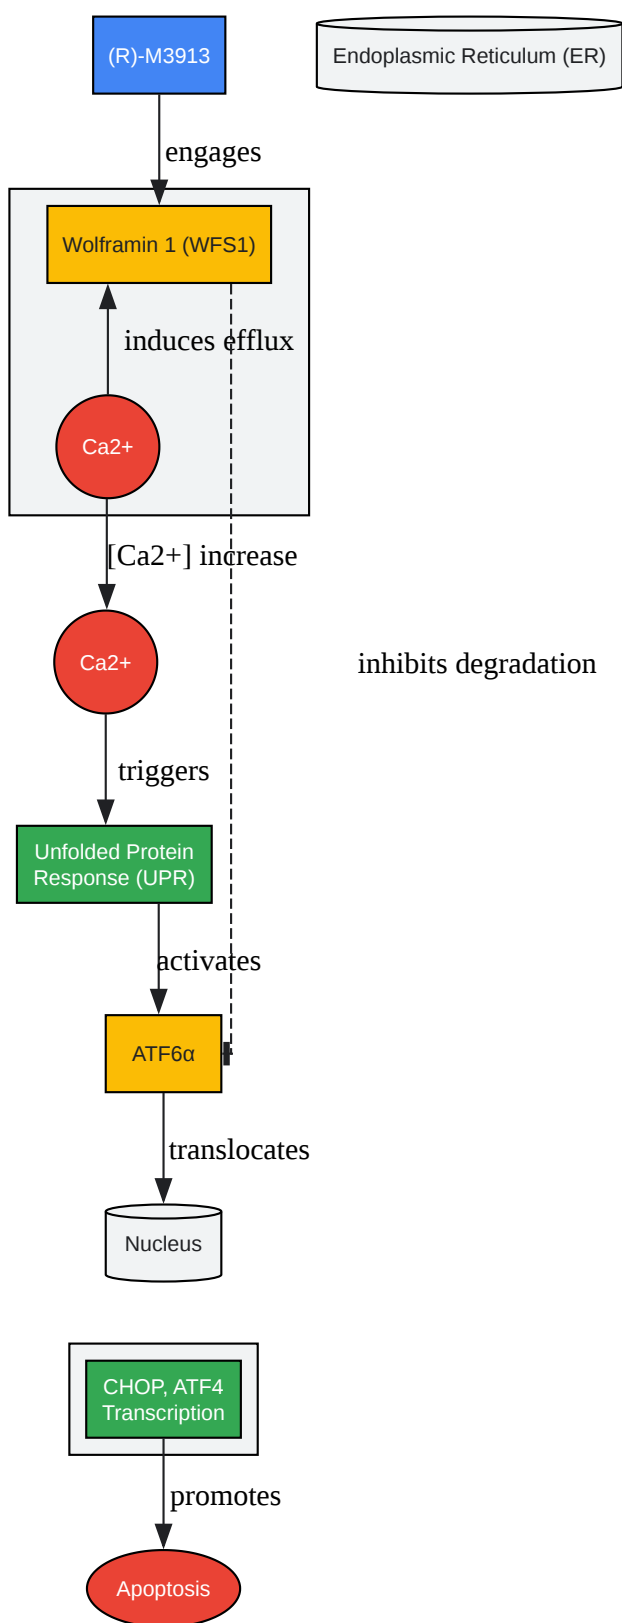 (R)-M3913
Endoplasmic Reticulum (ER)
engages
Wolframin 1 (WFS1)
induces efflux
Ca2+
[Ca2+] increase
Ca2+
inhibits degradation
triggers
Unfolded Protein
Response (UPR)
activates
ATF6α
translocates
Nucleus
CHOP, ATF4
Transcription
promotes
Apoptosis